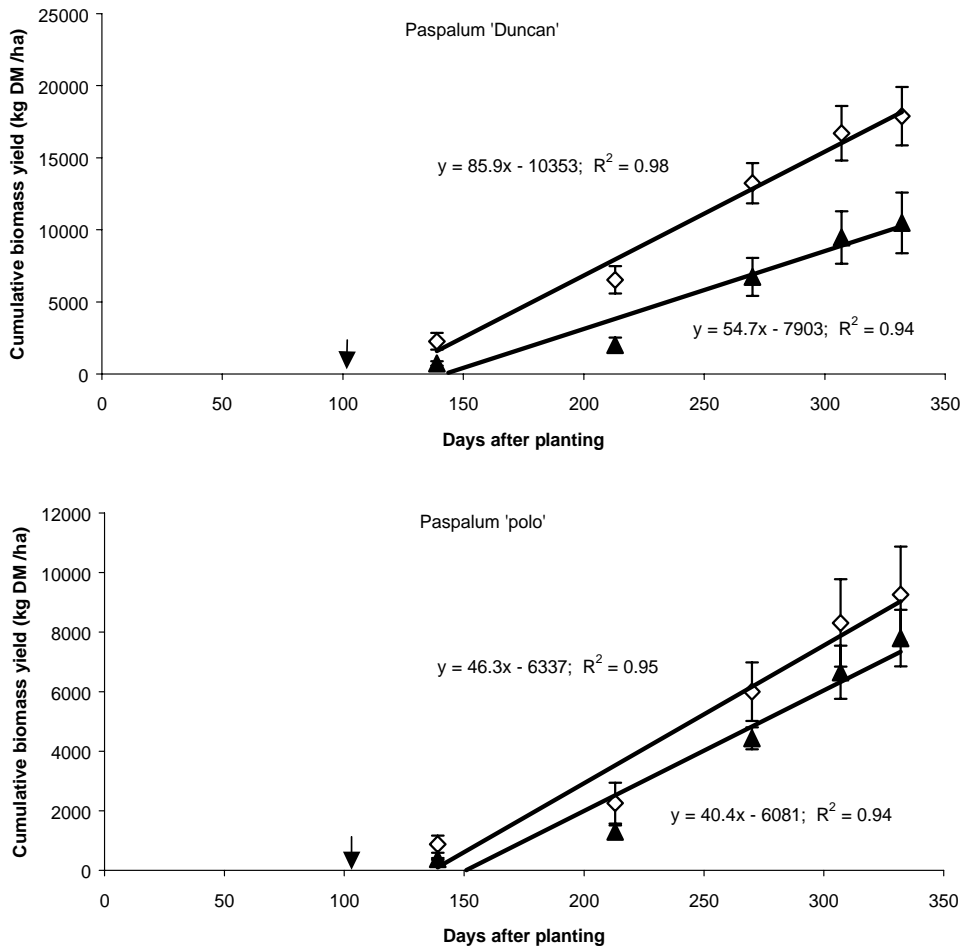 Paspalum 'Duncan'
Cumulative biomass yield (kg DM /ha)
25000
20000
15000
10000
5000
0
y = 85.9x - 10353; R² = 0.98
y = 54.7x - 7903; R² = 0.94
0 50 100 150 200 250 300 350
Days after planting
Paspalum 'polo'
Cumulative biomass yield (kg DM /ha)
12000
10000
8000
6000
4000
2000
0
y = 46.3x - 6337; R² = 0.95
y = 40.4x - 6081; R² = 0.94
0 50 100 150 200 250 300 350
Days after planting